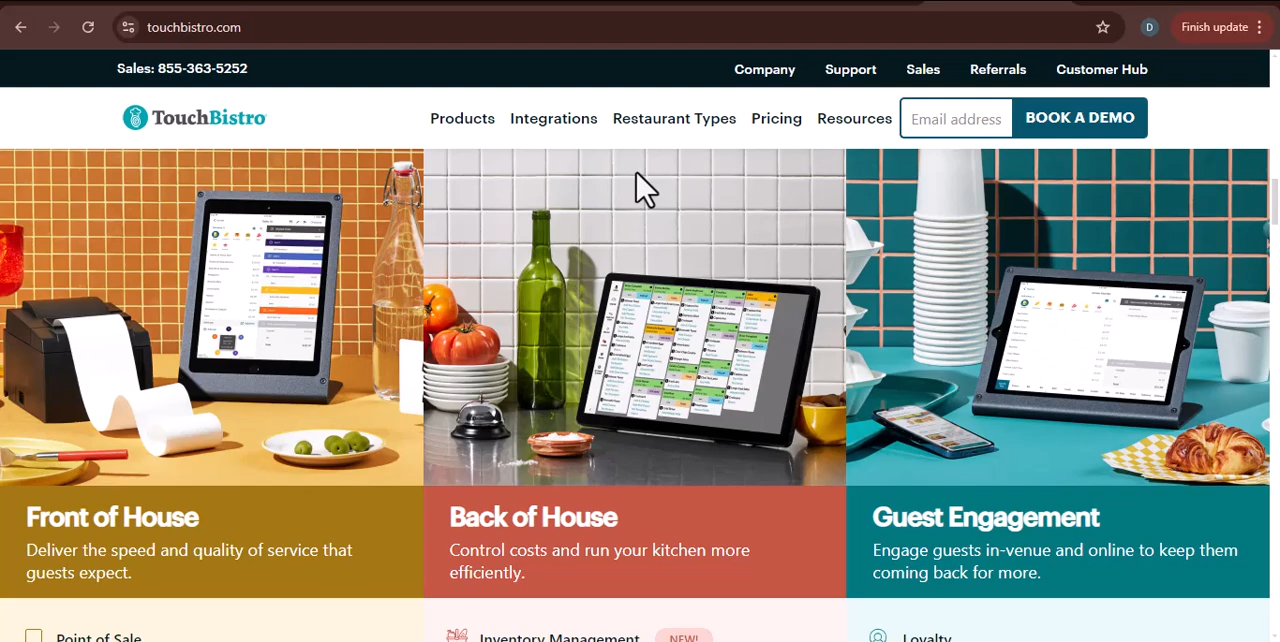 touchbistro.com
D
Finish update
Sales: 855-363-5252
Company
Support
Sales
Referrals
Customer Hub
TouchBistro
Products
Integrations
Restaurant Types
Pricing
Resources
Email address
BOOK A DEMO
Front of House
Deliver the speed and quality of service that
guests expect.
Back of House
Control costs and run your kitchen more
efficiently.
Guest Engagement
Engage guests in-venue and online to keep them
coming back for more.
Point of Sale
Inventory Management
NEW!
Loyalty